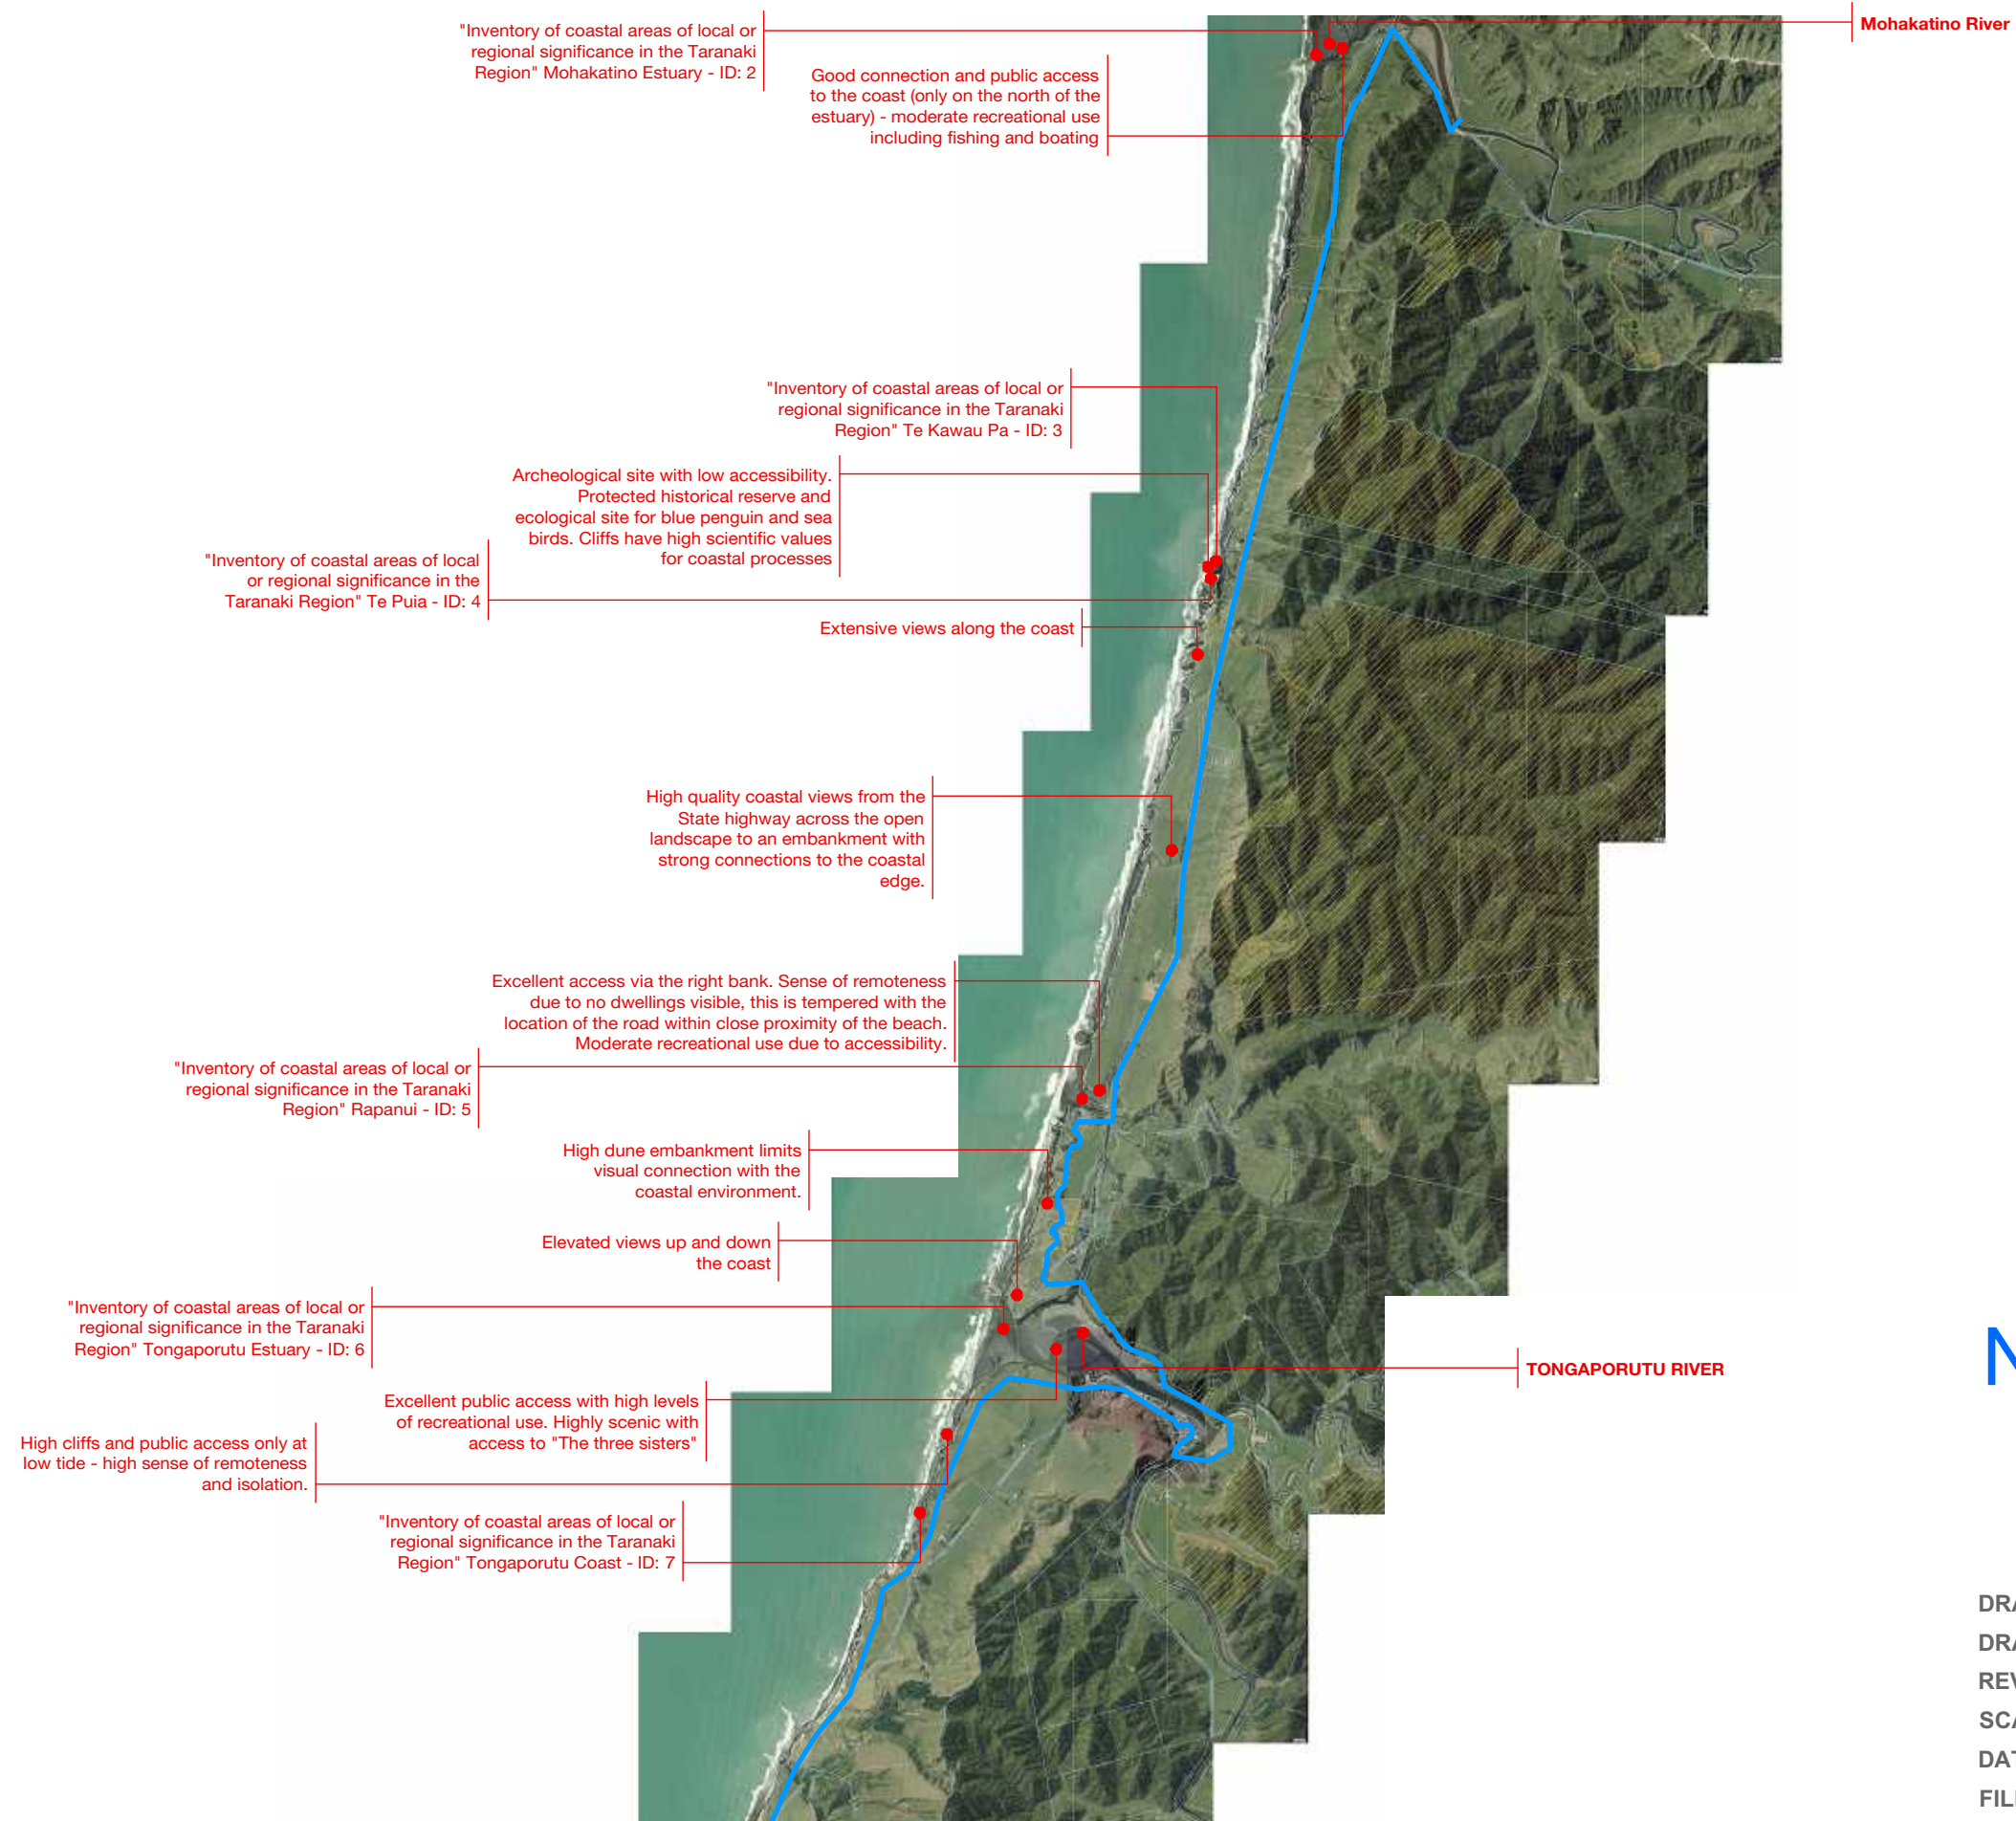 "Inventory of coastal areas of local or
regional significance in the Taranaki
Region" Mohakatino Estuary - ID: 2
Mohakatino River
Good connection and public access
to the coast (only on the north of the
estuary) - moderate recreational use
including fishing and boating
"Inventory of coastal areas of local or
regional significance in the Taranaki
Region" Te Kawau Pa - ID: 3
Archeological site with low accessibility.
Protected historical reserve and
ecological site for blue penguin and sea
birds. Cliffs have high scientific values
for coastal processes
"Inventory of coastal areas of local
or regional significance in the
Taranaki Region" Te Puia - ID: 4
Extensive views along the coast
High quality coastal views from the
State highway across the open
landscape to an embankment with
strong connections to the coastal
edge.
Excellent access via the right bank. Sense of remoteness
due to no dwellings visible, this is tempered with the
location of the road within close proximity of the beach.
Moderate recreational use due to accessibility.
"Inventory of coastal areas of local or
regional significance in the Taranaki
Region" Rapanui - ID: 5
High dune embankment limits
visual connection with the
coastal environment.
Elevated views up and down
the coast
"Inventory of coastal areas of local or
regional significance in the Taranaki
Region" Tongaporutu Estuary - ID: 6
TONGAPORUTU RIVER
Excellent public access with high levels
of recreational use. Highly scenic with
access to "The three sisters"
High cliffs and public access only at
low tide - high sense of remoteness
and isolation.
"Inventory of coastal areas of local or
regional significance in the Taranaki
Region" Tongaporutu Coast - ID: 7
DRA
DRA
REV
SCA
DAT